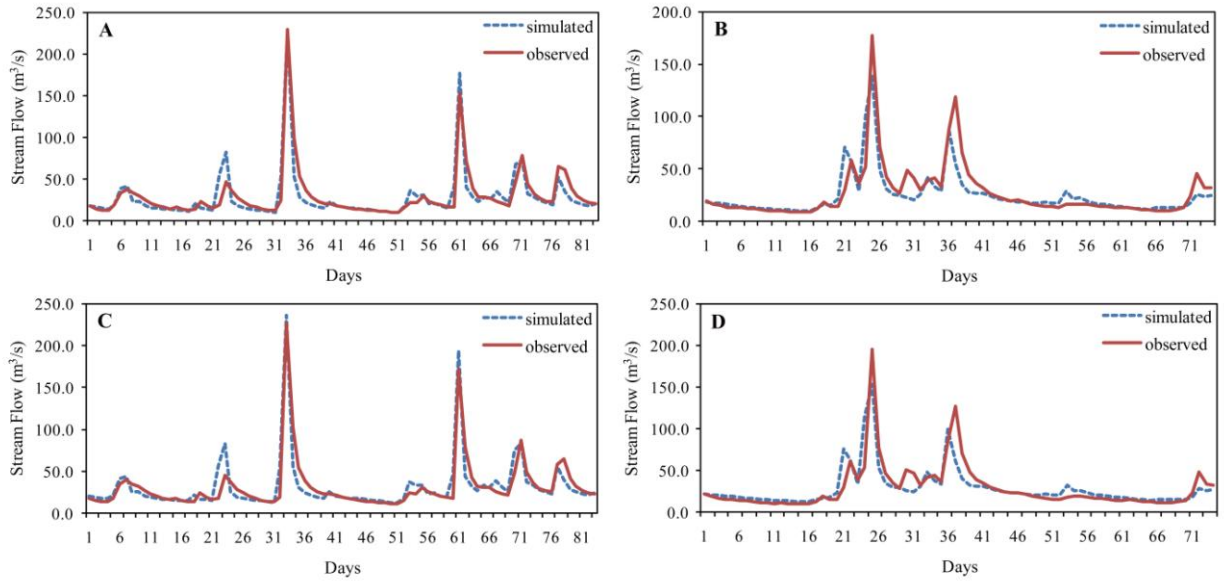 A
simulated
observed
Stream Flow (m³/s)
250.0
200.0
150.0
100.0
50.0
0.0
1 6 11 16 21 26 31 36 41 46 51 56 61 66 71 76 81
Days
B
simulated
observed
Stream Flow (m³/s)
200.0
150.0
100.0
50.0
0.0
1 6 11 16 21 26 31 36 41 46 51 56 61 66 71
Days
C
simulated
observed
Stream Flow (m³/s)
250.0
200.0
150.0
100.0
50.0
0.0
1 6 11 16 21 26 31 36 41 46 51 56 61 66 71 76 81
Days
D
simulated
observed
Stream Flow (m³/s)
250.0
200.0
150.0
100.0
50.0
0.0
1 6 11 16 21 26 31 36 41 46 51 56 61 66 71
Days